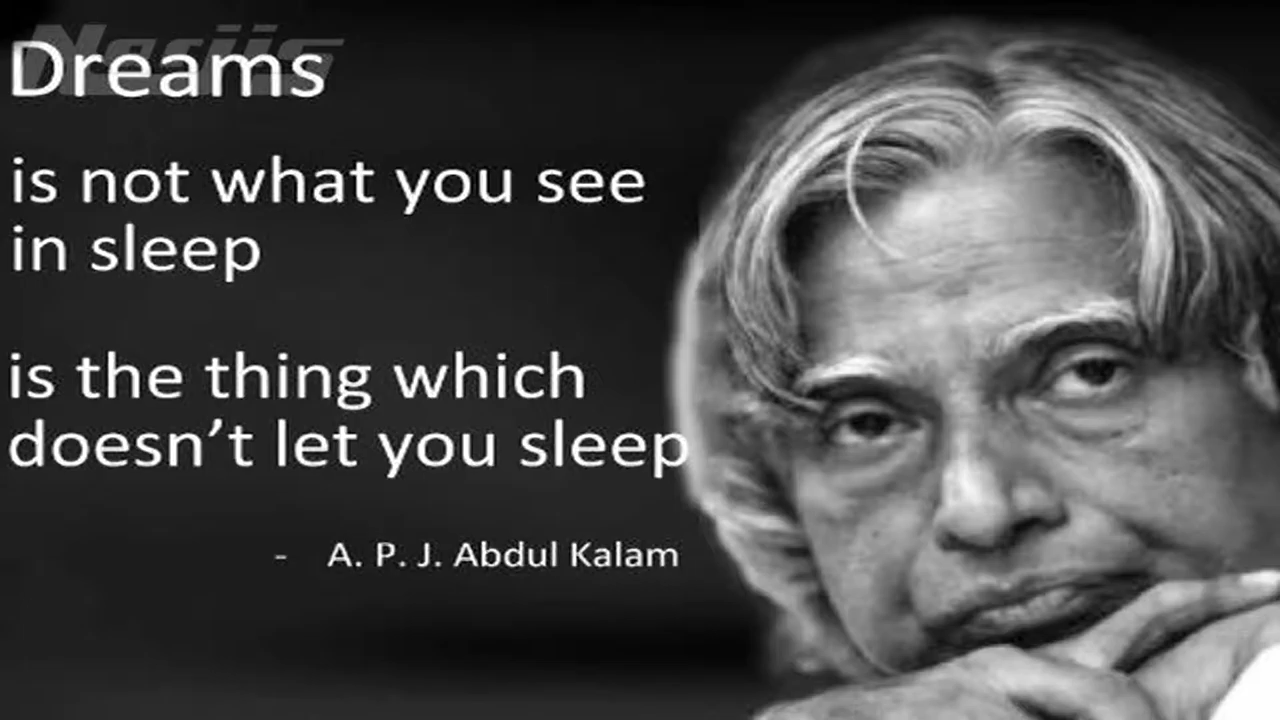 Dreams
is not what you see
in sleep
is the thing which
doesn't let you sleep
- A. P. J. Abdul Kalam